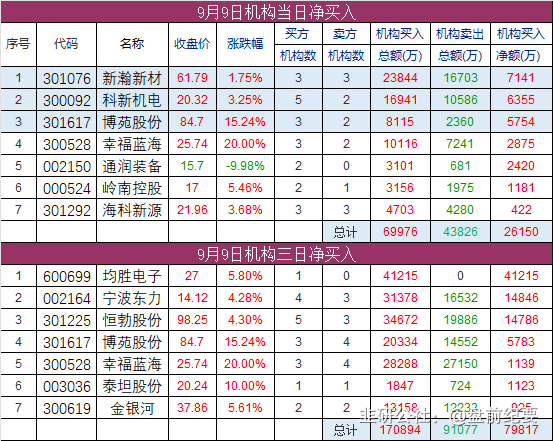 9月9日机构当日净买入
序号 代码 名称 收盘价 涨跌幅 买方机构数 卖方机构数 机构买入总额(万) 机构卖出总额(万) 机构买入净额(万)
1 301076 新瀚新材 61.79 1.75% 3 3 23844 16703 7141
2 300092 科新机电 20.32 3.25% 5 2 16941 10586 6355
3 301617 博苑股份 84.7 15.24% 3 3 8115 2360 5754
4 300528 幸福蓝海 25.74 20.00% 3 3 10116 7241 2875
5 002150 通润装备 15.7 -9.98% 2 0 3101 681 2420
6 000524 岭南控股 17 5.46% 2 1 3156 1975 1181
7 301292 海科新源 21.96 3.68% 3 3 4703 4280 422
总计 69976 43826 26150
9月9日机构三日净买入
1 600699 均胜电子 27 5.80% 1 0 41215 0 41215
2 002164 宁波东力 14.12 4.28% 4 3 31378 16532 14846
3 301225 恒勃股份 98.25 4.30% 5 3 34672 19886 14786
4 301617 博苑股份 84.7 15.24% 3 4 20334 14552 5783
5 300528 幸福蓝海 25.74 20.00% 3 4 28288 27150 1139
6 003036 泰坦股份 20.24 10.00% 1 1 1847 724 1123
7 300619 金银河 37.86 5.61% 2 2 13158 12232 925
总计 170894 91077 79817
韭研公社：@盘前纪要